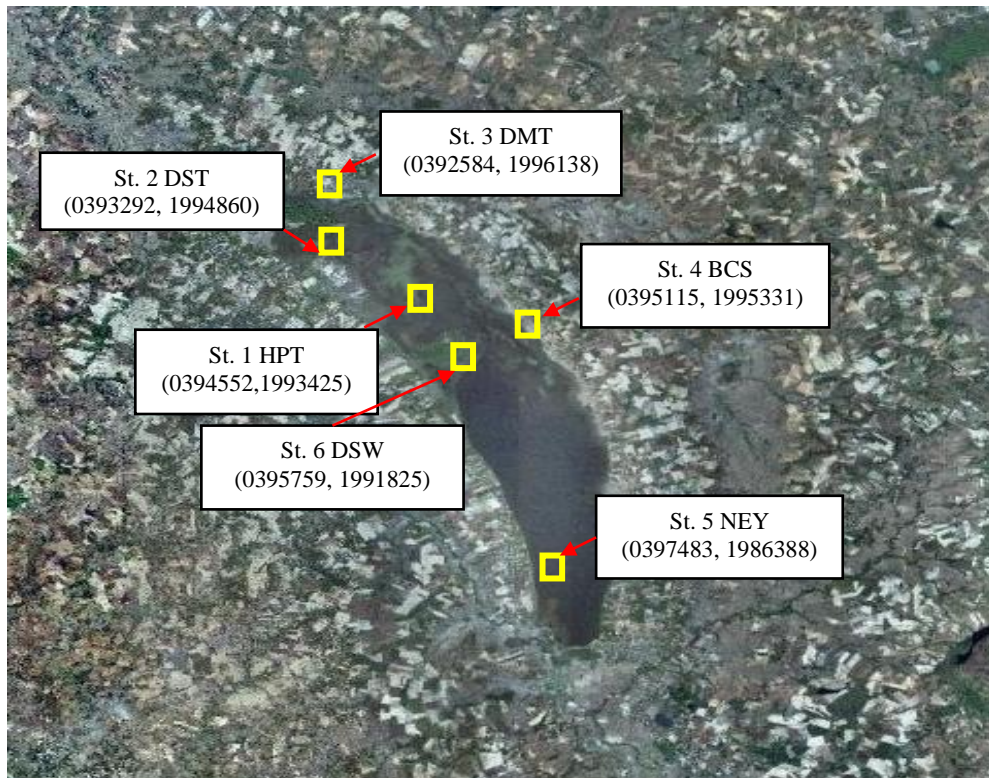 St. 3 DMT
(0392584, 1996138)
St. 2 DST
(0393292, 1994860)
St. 4 BCS
(0395115, 1995331)
St. 1 HPT
(0394552,1993425)
St. 6 DSW
(0395759, 1991825)
St. 5 NEY
(0397483, 1986388)